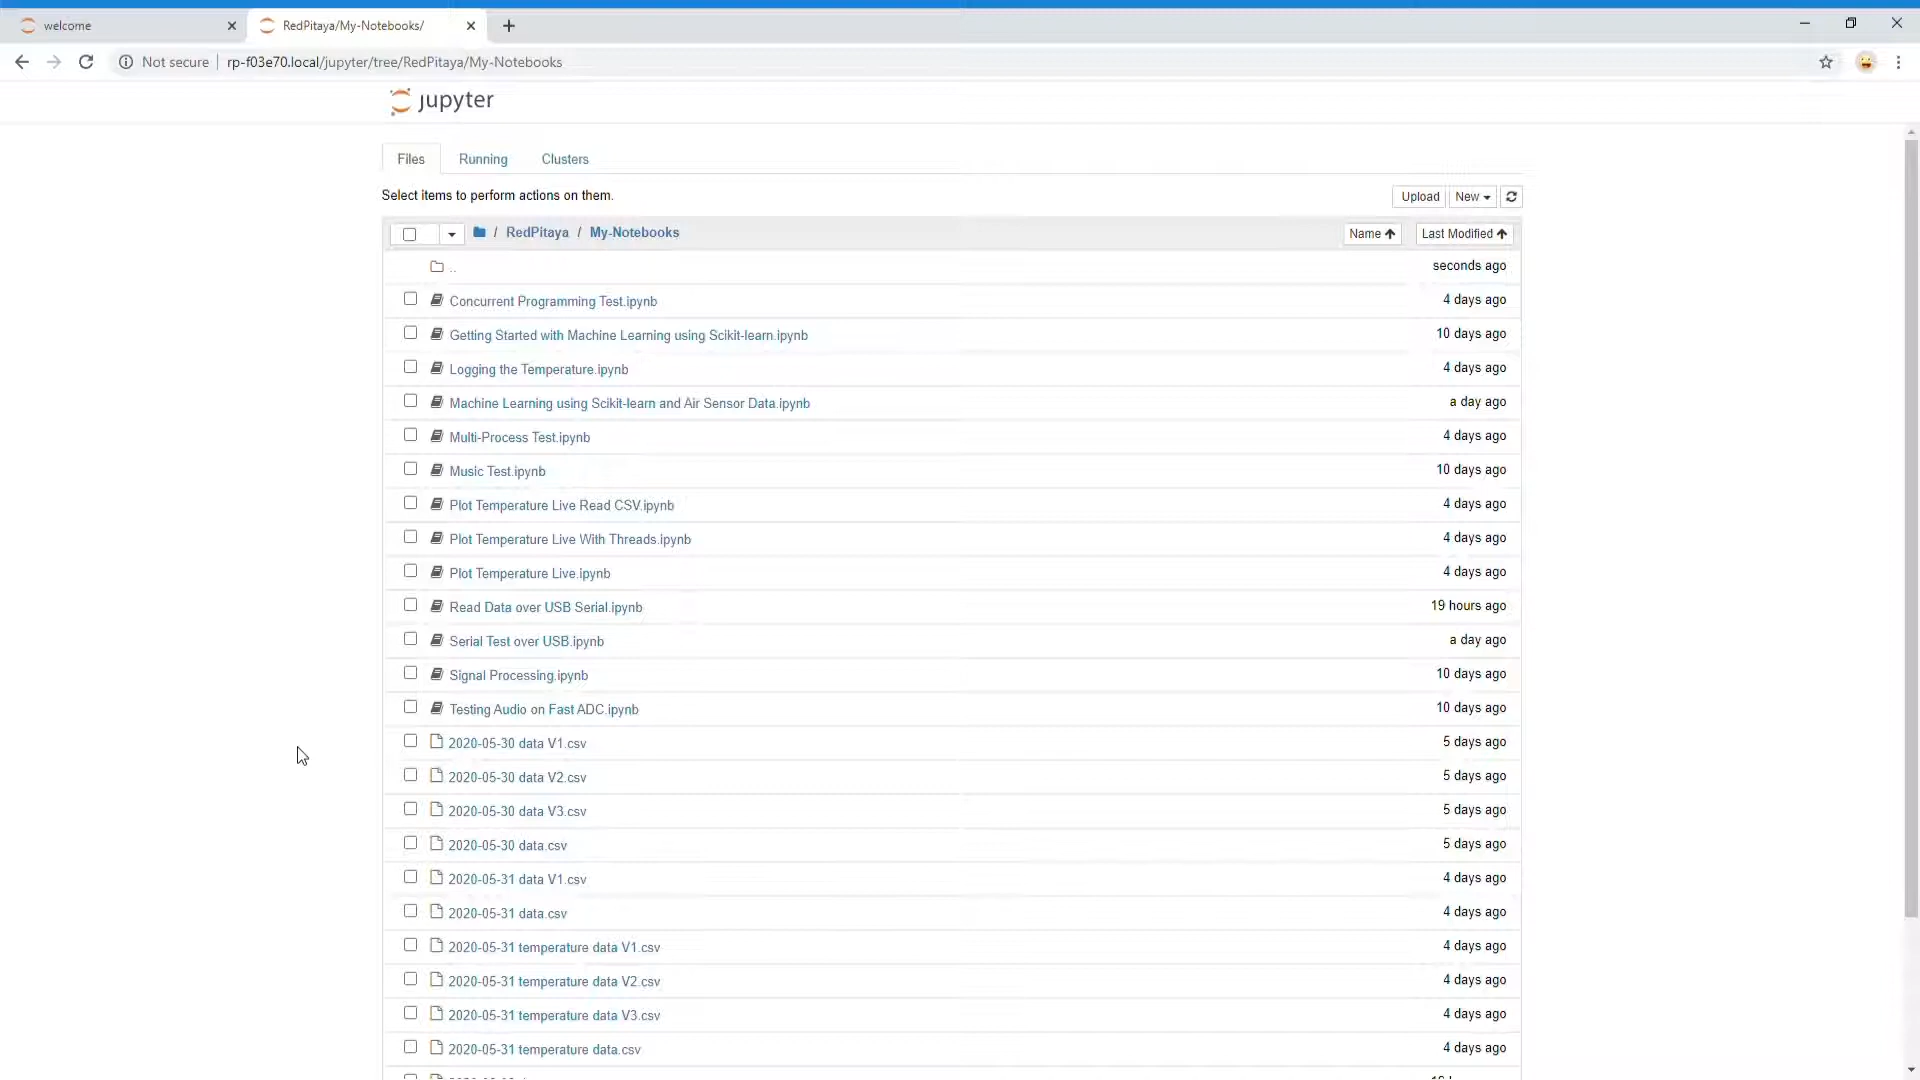 welcome
RedPitaya/My-Notebooks/
Not secure | rp-f03e70.local/jupyter/tree/RedPitaya/My-Notebooks
jupyter
Files Running Clusters
Select items to perform actions on them.
Upload New
/ RedPitaya / My-Notebooks Name Last Modified
.. seconds ago
Concurrent Programming Test.ipynb 4 days ago
Getting Started with Machine Learning using Scikit-learn.ipynb 10 days ago
Logging the Temperature.ipynb 4 days ago
Machine Learning using Scikit-learn and Air Sensor Data.ipynb a day ago
Multi-Process Test.ipynb 4 days ago
Music Test.ipynb 10 days ago
Plot Temperature Live Read CSV.ipynb 4 days ago
Plot Temperature Live With Threads.ipynb 4 days ago
Plot Temperature Live.ipynb 4 days ago
Read Data over USB Serial.ipynb 19 hours ago
Serial Test over USB.ipynb a day ago
Signal Processing.ipynb 10 days ago
Testing Audio on Fast ADC.ipynb 10 days ago
2020-05-30 data V1.csv 5 days ago
2020-05-30 data V2.csv 5 days ago
2020-05-30 data V3.csv 5 days ago
2020-05-30 data.csv 5 days ago
2020-05-31 data V1.csv 4 days ago
2020-05-31 data.csv 4 days ago
2020-05-31 temperature data V1.csv 4 days ago
2020-05-31 temperature data V2.csv 4 days ago
2020-05-31 temperature data V3.csv 4 days ago
2020-05-31 temperature data.csv 4 days ago